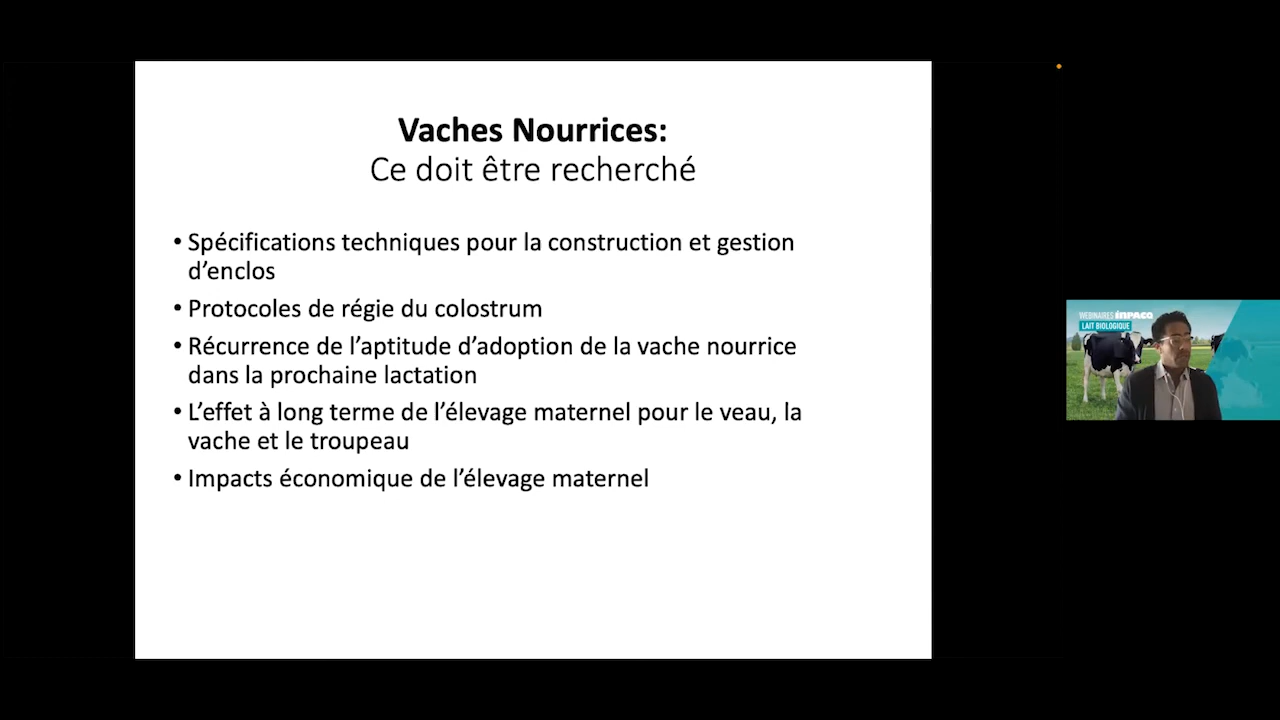 Vaches Nourrices:
Ce doit être recherché
• Spécifications techniques pour la construction et gestion
d’enclos
• Protocoles de régie du colostrum
• Récurrence de l’aptitude d’adoption de la vache nourrice
dans la prochaine lactation
• L’effet à long terme de l’élevage maternel pour le veau, la
vache et le troupeau
• Impacts économique de l’élevage maternel
WEBINAIRES INPACQ
LAIT BIOLOGIQUE